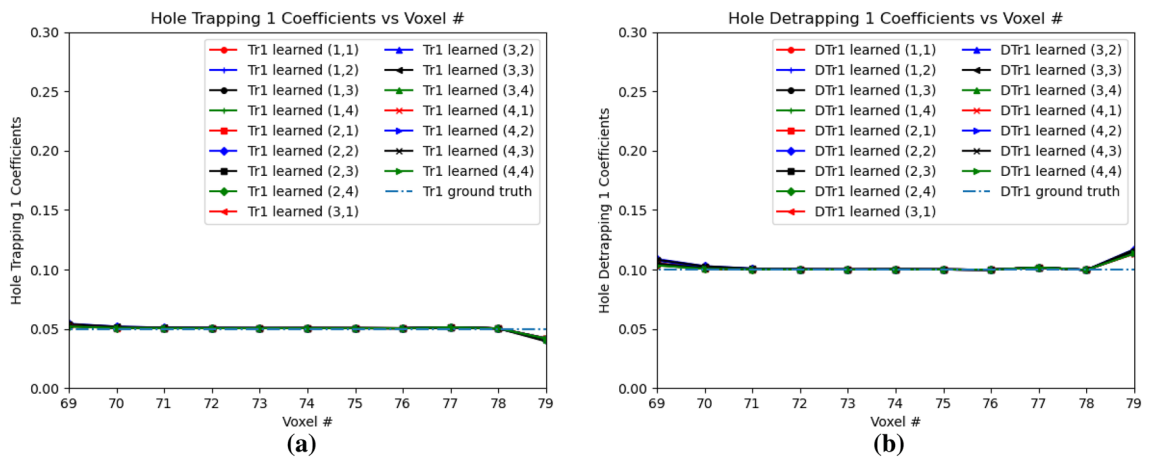 Hole Trapping 1 Coefficients vs Voxel #
Hole Trapping 1 Coefficients
0.30
0.25
0.20
0.15
0.10
0.05
0.00
Tr1 learned (1,1)
Tr1 learned (1,2)
Tr1 learned (1,3)
Tr1 learned (1,4)
Tr1 learned (2,1)
Tr1 learned (2,2)
Tr1 learned (2,3)
Tr1 learned (2,4)
Tr1 learned (3,1)
Tr1 learned (3,2)
Tr1 learned (3,3)
Tr1 learned (3,4)
Tr1 learned (4,1)
Tr1 learned (4,2)
Tr1 learned (4,3)
Tr1 learned (4,4)
Tr1 ground truth
69 70 71 72 73 74 75 76 77 78 79
Voxel #
(a)
Hole Detrapping 1 Coefficients vs Voxel #
Hole Detrapping 1 Coefficients
0.30
0.25
0.20
0.15
0.10
0.05
0.00
DTr1 learned (1,1)
DTr1 learned (1,2)
DTr1 learned (1,3)
DTr1 learned (1,4)
DTr1 learned (2,1)
DTr1 learned (2,2)
DTr1 learned (2,3)
DTr1 learned (2,4)
DTr1 learned (3,1)
DTr1 learned (3,2)
DTr1 learned (3,3)
DTr1 learned (3,4)
DTr1 learned (4,1)
DTr1 learned (4,2)
DTr1 learned (4,3)
DTr1 learned (4,4)
DTr1 ground truth
69 70 71 72 73 74 75 76 77 78 79
Voxel #
(b)